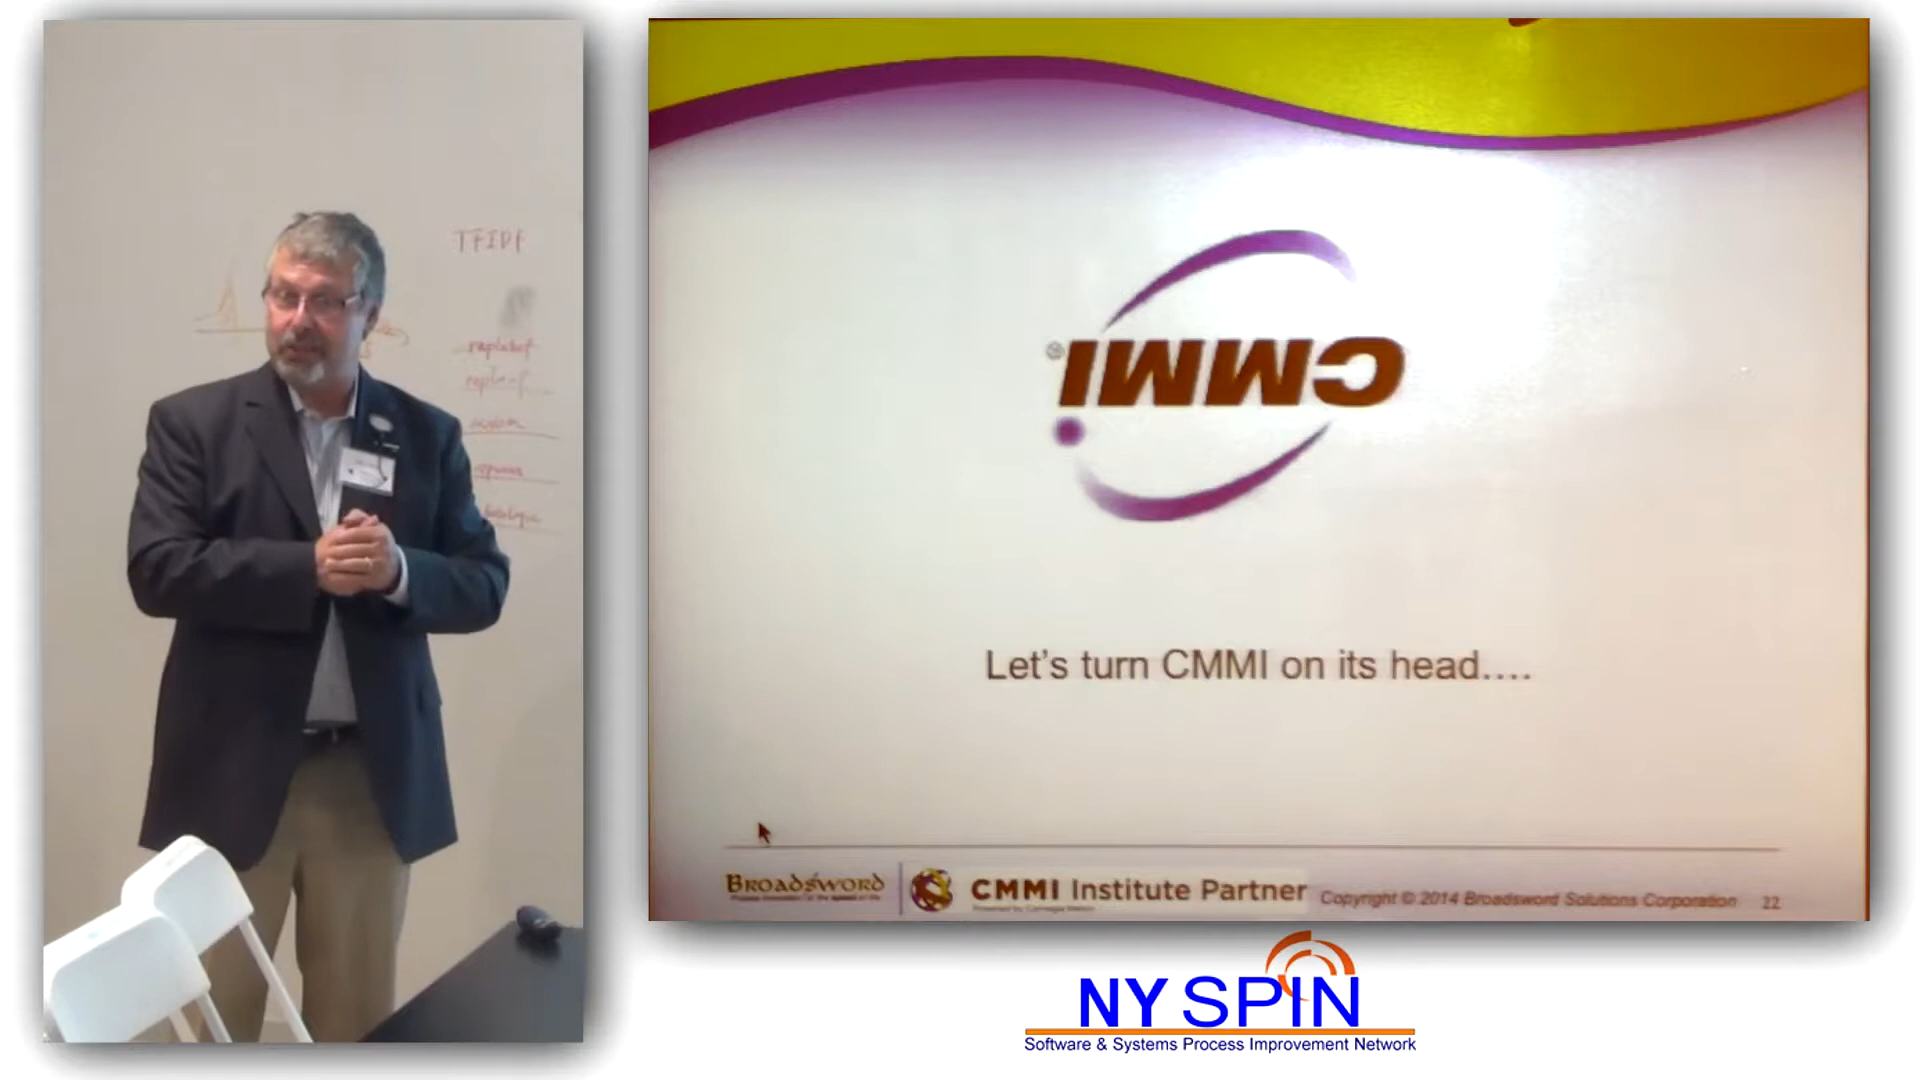 TFIDF
CMMI®
Let's turn CMMI on its head....
BROADSWORD
CMMI Institute Partner
Copyright © 2014 Broadsword Solutions Corporation 22
NY SPIN
Software & Systems Process Improvement Network